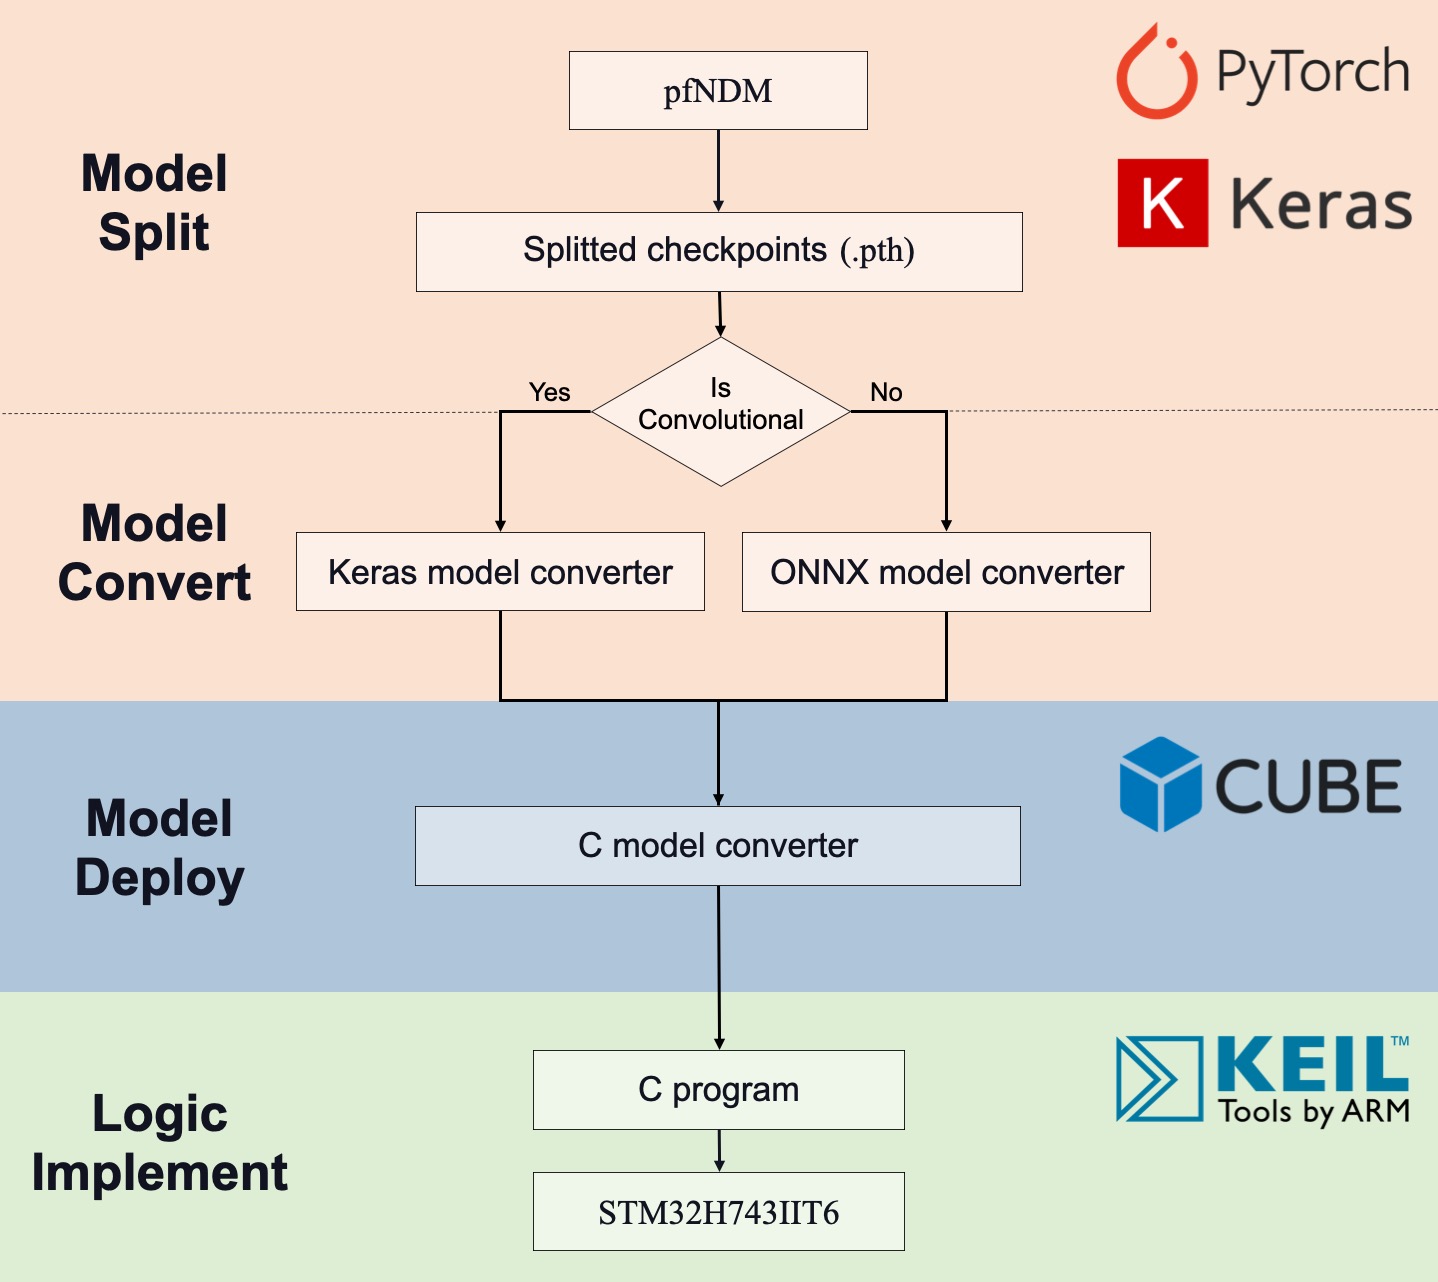 PyTorch
pfNDM
Model
Split
K Keras
Splitted checkpoints (.pth)
Is
Convolutional
Yes
No
Model
Convert
Keras model converter
ONNX model converter
CUBE
Model
Deploy
C model converter
KEIL™
Tools by ARM
C program
Logic
Implement
STM32H743IIT6